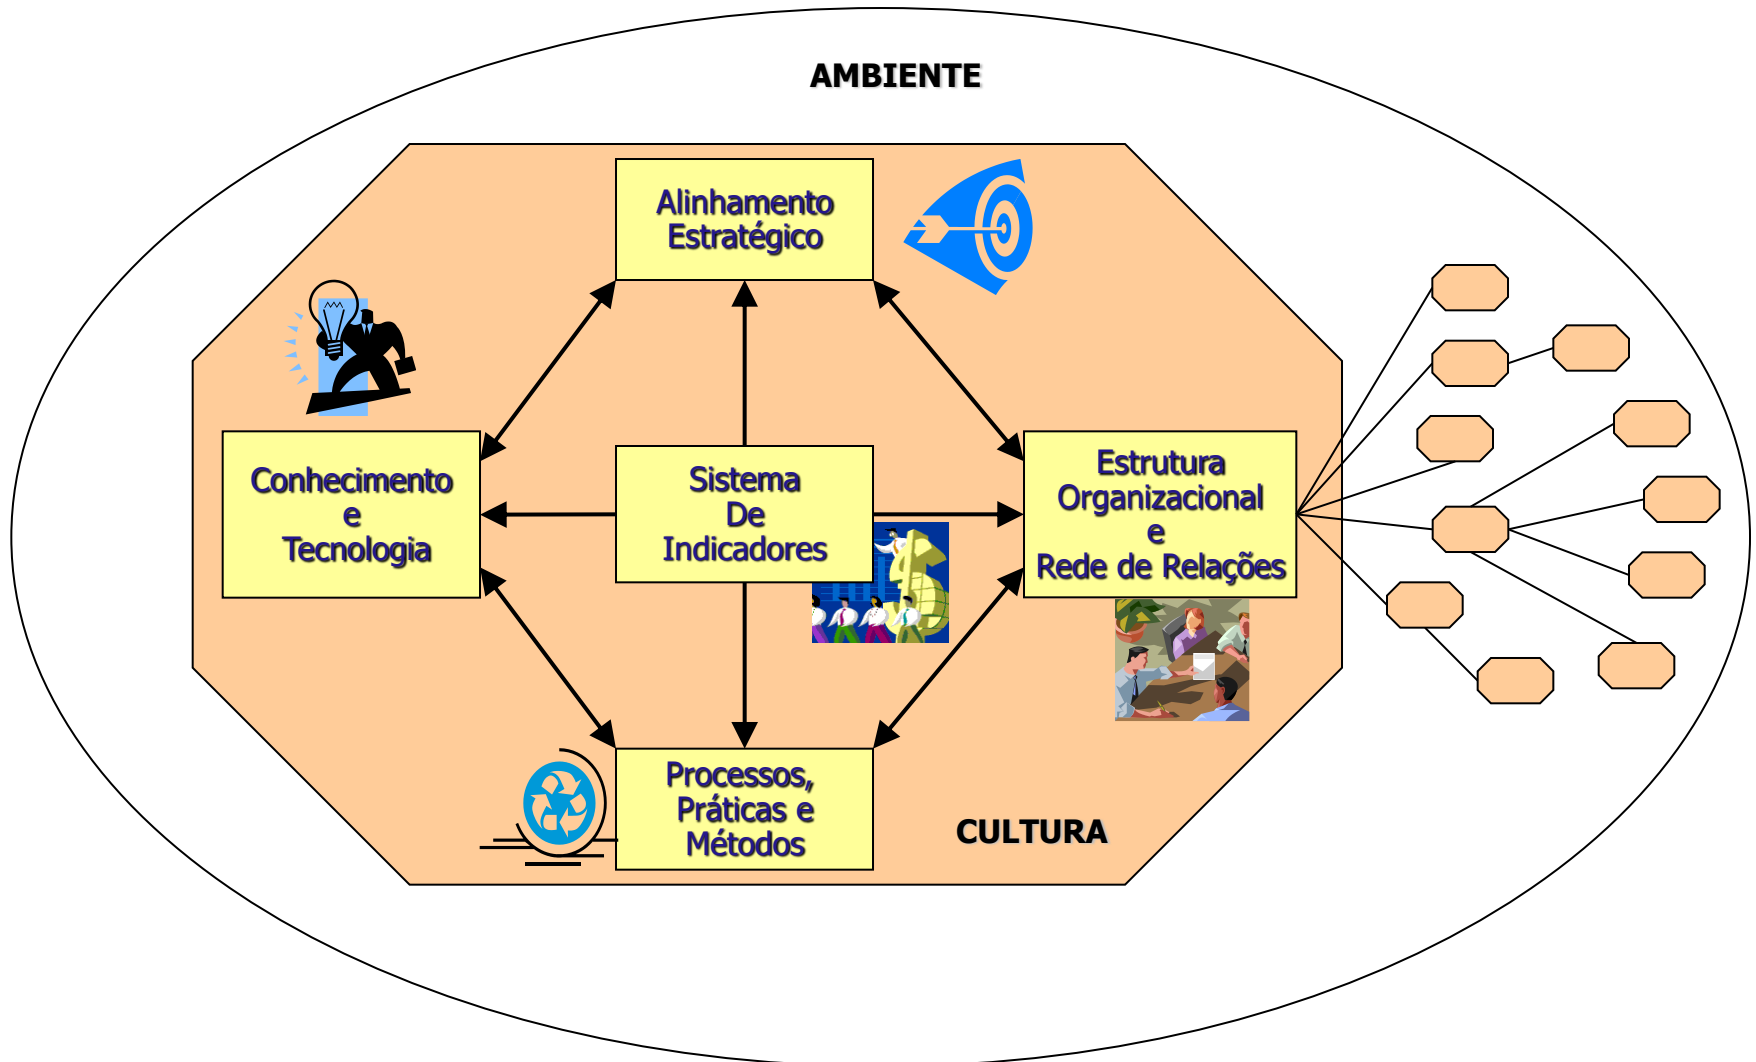 AMBIENTE
Alinhamento
Estratégico
Conhecimento
e
Tecnologia
Sistema
De
Indicadores
Estrutura
Organizacional
e
Rede de Relações
Processos,
Práticas e
Métodos
CULTURA